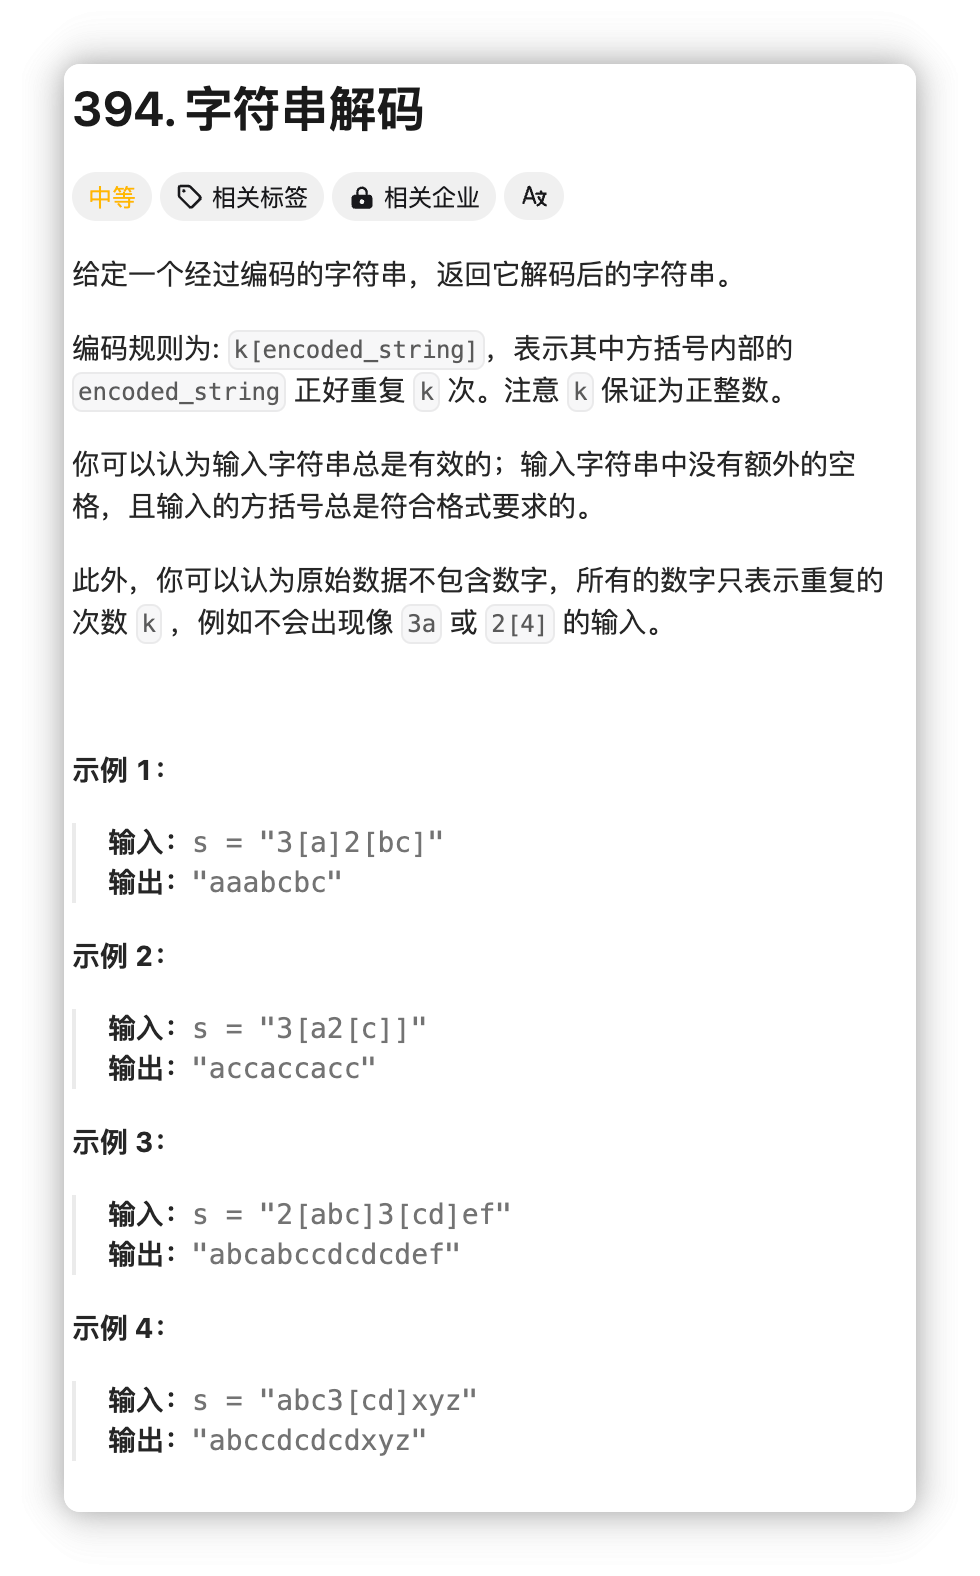 394. 字符串解码
中等 相关标签 相关企业
给定一个经过编码的字符串，返回它解码后的字符串。
编码规则为: k[encoded_string]，表示其中方括号内部的
encoded_string 正好重复 k 次。注意 k 保证为正整数。
你可以认为输入字符串总是有效的；输入字符串中没有额外的空
格，且输入的方括号总是符合格式要求的。
此外，你可以认为原始数据不包含数字，所有的数字只表示重复的
次数 k ，例如不会出现像 3a 或 2[4] 的输入。
示例 1：
输入：s = "3[a]2[bc]"
输出："aaabcbc"
示例 2：
输入：s = "3[a2[c]]"
输出："accaccacc"
示例 3：
输入：s = "2[abc]3[cd]ef"
输出："abcabccdcdcdef"
示例 4：
输入：s = "abc3[cd]xyz"
输出："abccdcdcdxyz"